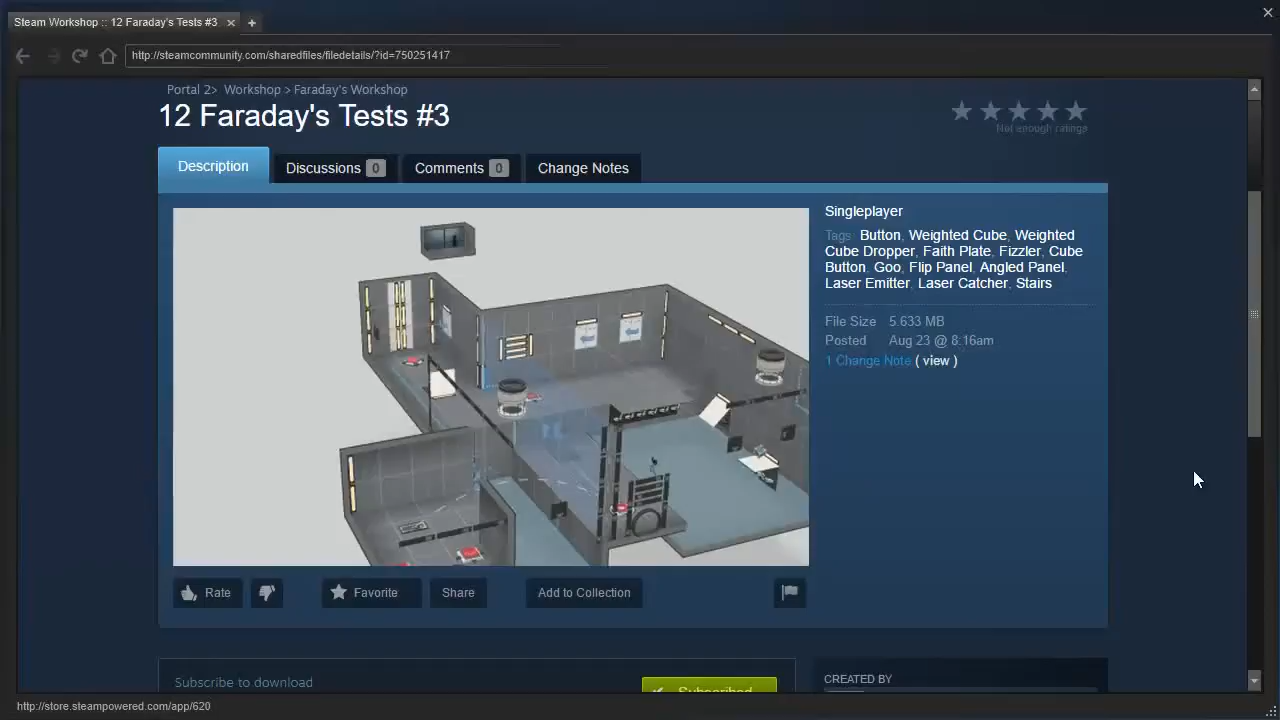 Steam Workshop :: 12 Faraday's Tests #3
http://steamcommunity.com/sharedfiles/filedetails/?id=750251417
Portal 2> Workshop > Faraday's Workshop
12 Faraday's Tests #3
Not enough ratings
Description
Discussions 0
Comments 0
Change Notes
Singleplayer
Tags: Button, Weighted Cube, Weighted
Cube Dropper, Faith Plate, Fizzler, Cube
Button, Goo, Flip Panel, Angled Panel,
Laser Emitter, Laser Catcher, Stairs
File Size 5.633 MB
Posted Aug 23 @ 8:16am
1 Change Note ( view )
Rate
Favorite
Share
Add to Collection
Subscribe to download
Subscribed
CREATED BY
http://store.steampowered.com/app/620